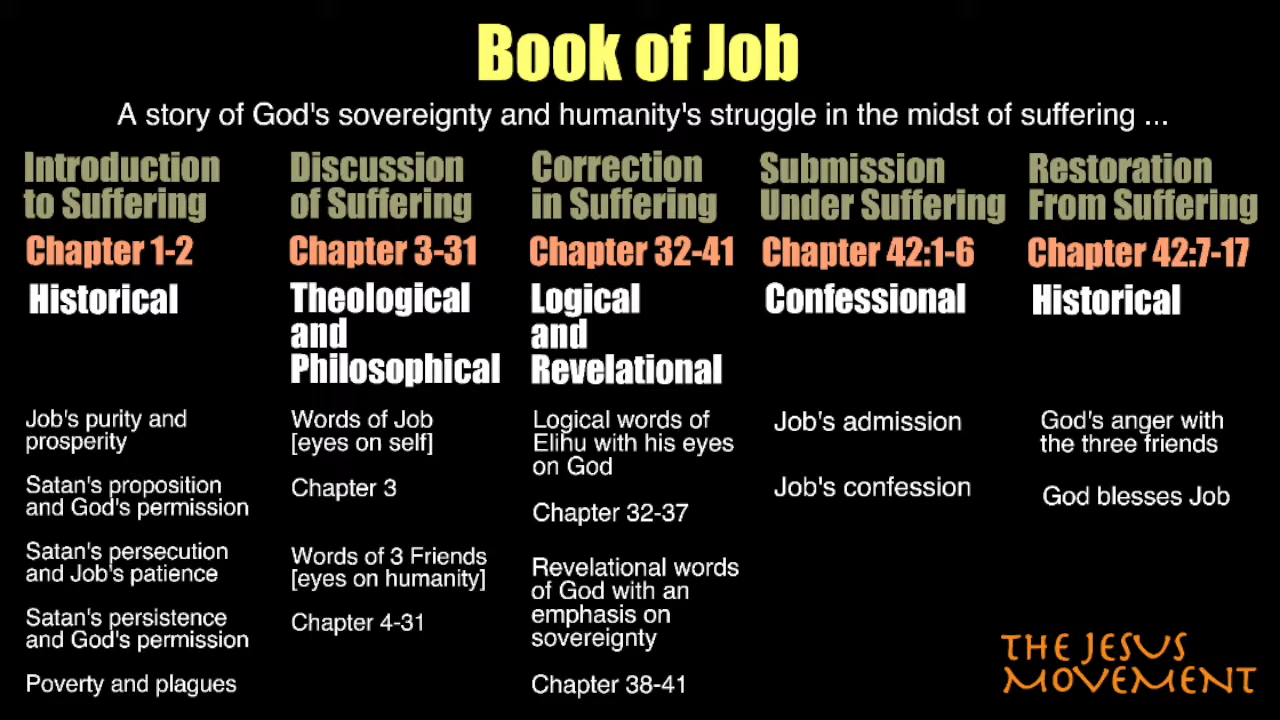 Book of Job
A story of God's sovereignty and humanity's struggle in the midst of suffering ...
Introduction
to Suffering
Chapter 1-2
Historical
Job's purity and
prosperity
Satan's proposition
and God's permission
Satan's persecution
and Job's patience
Satan's persistence
and God's permission
Poverty and plagues
Discussion
of Suffering
Chapter 3-31
Theological
and
Philosophical
Words of Job
[eyes on self]
Chapter 3
Words of 3 Friends
[eyes on humanity]
Chapter 4-31
Correction
in Suffering
Chapter 32-41
Logical
and
Revelational
Logical words of
Elihu with his eyes
on God
Chapter 32-37
Revelational words
of God with an
emphasis on
sovereignty
Chapter 38-41
Submission
Under Suffering
Chapter 42:1-6
Confessional
Job's admission
Job's confession
Restoration
From Suffering
Chapter 42:7-17
Historical
God's anger with
the three friends
God blesses Job
THE JESUS
MOVEMENT